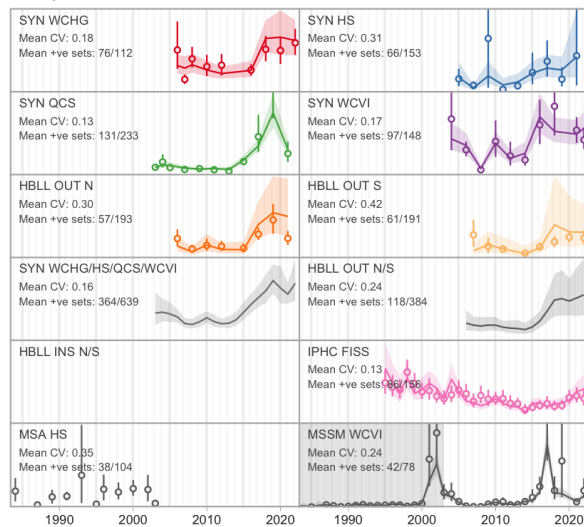 SYN WCHG
Mean CV: 0.18
Mean +ve sets: 76/112
SYN HS
Mean CV: 0.31
Mean +ve sets: 66/153
SYN QCS
Mean CV: 0.13
Mean +ve sets: 131/233
SYN WCVI
Mean CV: 0.17
Mean +ve sets: 97/148
HBLL OUT N
Mean CV: 0.30
Mean +ve sets: 57/193
HBLL OUT S
Mean CV: 0.42
Mean +ve sets: 61/191
SYN WCHG/HS/QCS/WCVI
Mean CV: 0.16
Mean +ve sets: 364/639
HBLL OUT N/S
Mean CV: 0.24
Mean +ve sets: 118/384
HBLL INS N/S
IPHC FISS
Mean CV: 0.13
Mean +ve sets: 86/156
MSA HS
Mean CV: 0.35
Mean +ve sets: 38/104
MSSM WCVI
Mean CV: 0.24
Mean +ve sets: 42/78
1990 2000 2010 2020 1990 2000 2010 2020